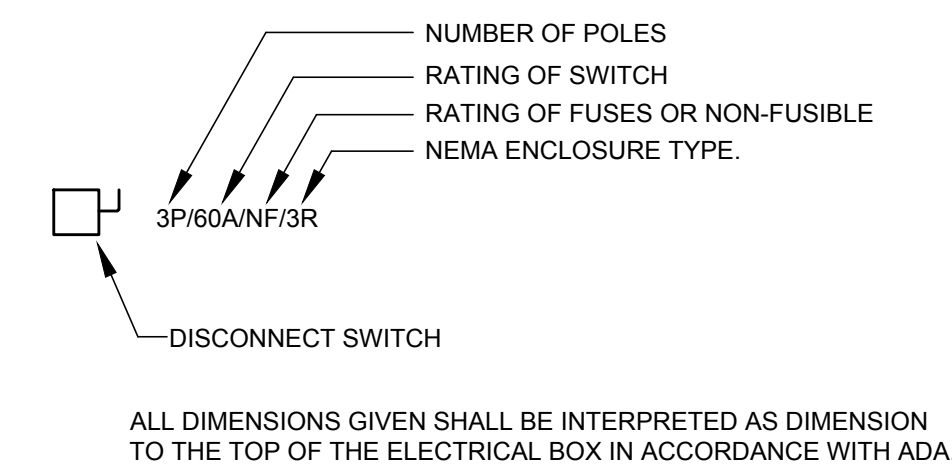 NUMBER OF POLES
RATING OF SWITCH
RATING OF FUSES OR NON-FUSIBLE
NEMA ENCLOSURE TYPE.
3P/60A/NF/3R
DISCONNECT SWITCH
ALL DIMENSIONS GIVEN SHALL BE INTERPRETED AS DIMENSION
TO THE TOP OF THE ELECTRICAL BOX IN ACCORDANCE WITH ADA